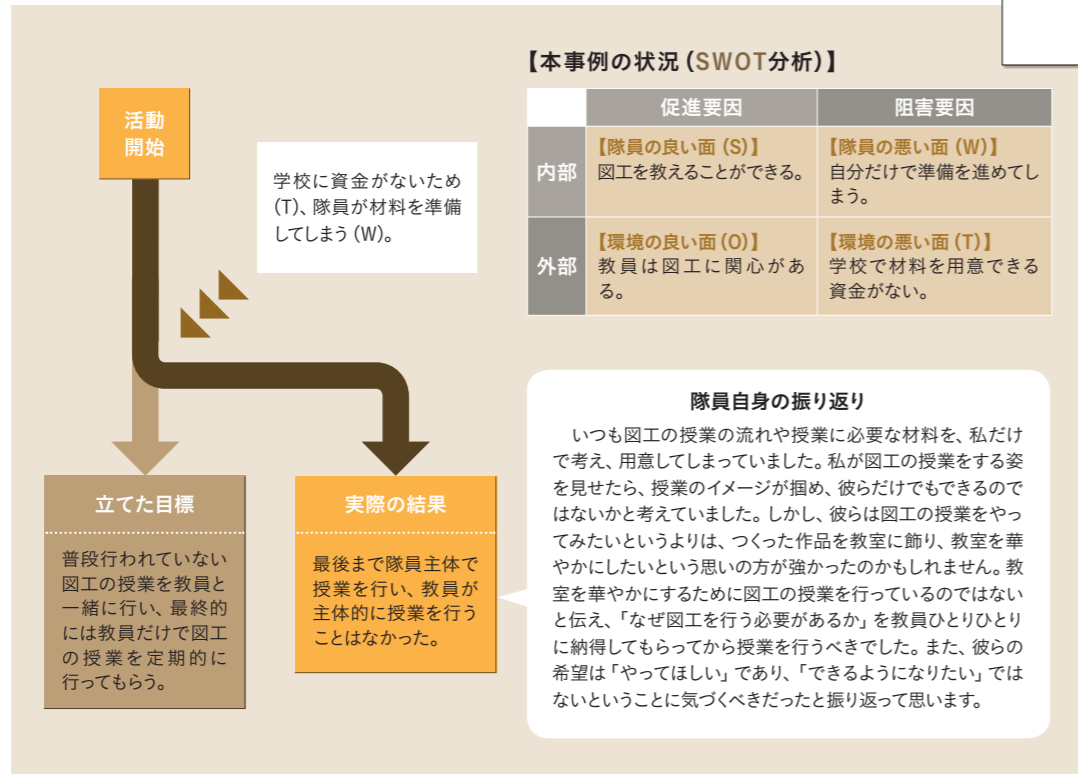 【本事例の状況（SWOT分析）】
促進要因
阻害要因
内部
【隊員の良い面（S）】
図工を教えることができる。
【隊員の悪い面（W）】
自分だけで準備を進めてし
まう。
外部
【環境の良い面（O）】
教員は図工に関心があ
る。
【環境の悪い面（T）】
学校で材料を用意できる
資金がない。
活動
開始
学校に資金がないため
（T）、隊員が材料を準備
してしまう（W）。
立てた目標
普段行われていない
図工の授業を教員と
一緒に行い、最終的
には教員だけで図工
の授業を定期的に
行ってもらう。
実際の結果
最後まで隊員主体で
授業を行い、教員が
主体的に授業を行う
ことはなかった。
隊員自身の振り返り
いつも図工の授業の流れや授業に必要な材料を、私だけ
で考え、用意してしまっていました。私が図工の授業をする姿
を見せたら、授業のイメージが掴め、彼らだけでもできるので
はないかと考えていました。しかし、彼らは図工の授業をやっ
てみたいというよりは、つくった作品を教室に飾り、教室を華
やかにしたいという思いの方が強かったのかもしれません。教
室を華やかにするために図工の授業を行っているのではない
と伝え、「なぜ図工を行う必要があるか」を教員ひとりひとり
に納得してもらってから授業を行うべきでした。また、彼らの
希望は「やってほしい」であり、「できるようになりたい」では
ないということに気づくべきだったと振り返って思います。